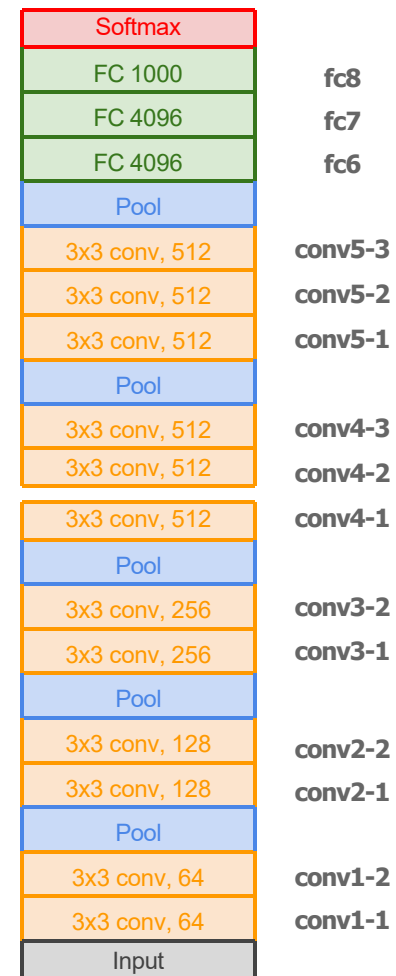 Softmax
FC 1000 fc8
FC 4096 fc7
FC 4096 fc6
Pool
3x3 conv, 512 conv5-3
3x3 conv, 512 conv5-2
3x3 conv, 512 conv5-1
Pool
3x3 conv, 512 conv4-3
3x3 conv, 512 conv4-2
3x3 conv, 512 conv4-1
Pool
3x3 conv, 256 conv3-2
3x3 conv, 256 conv3-1
Pool
3x3 conv, 128 conv2-2
3x3 conv, 128 conv2-1
Pool
3x3 conv, 64 conv1-2
3x3 conv, 64 conv1-1
Input